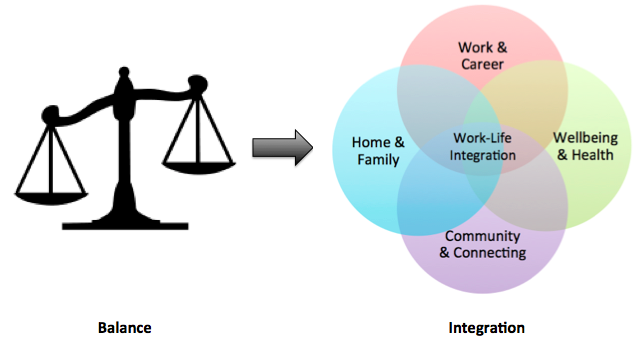 Work &
Career
Home &
Family
Work-Life
Integration
Wellbeing
& Health
Community
& Connecting
Balance
Integration